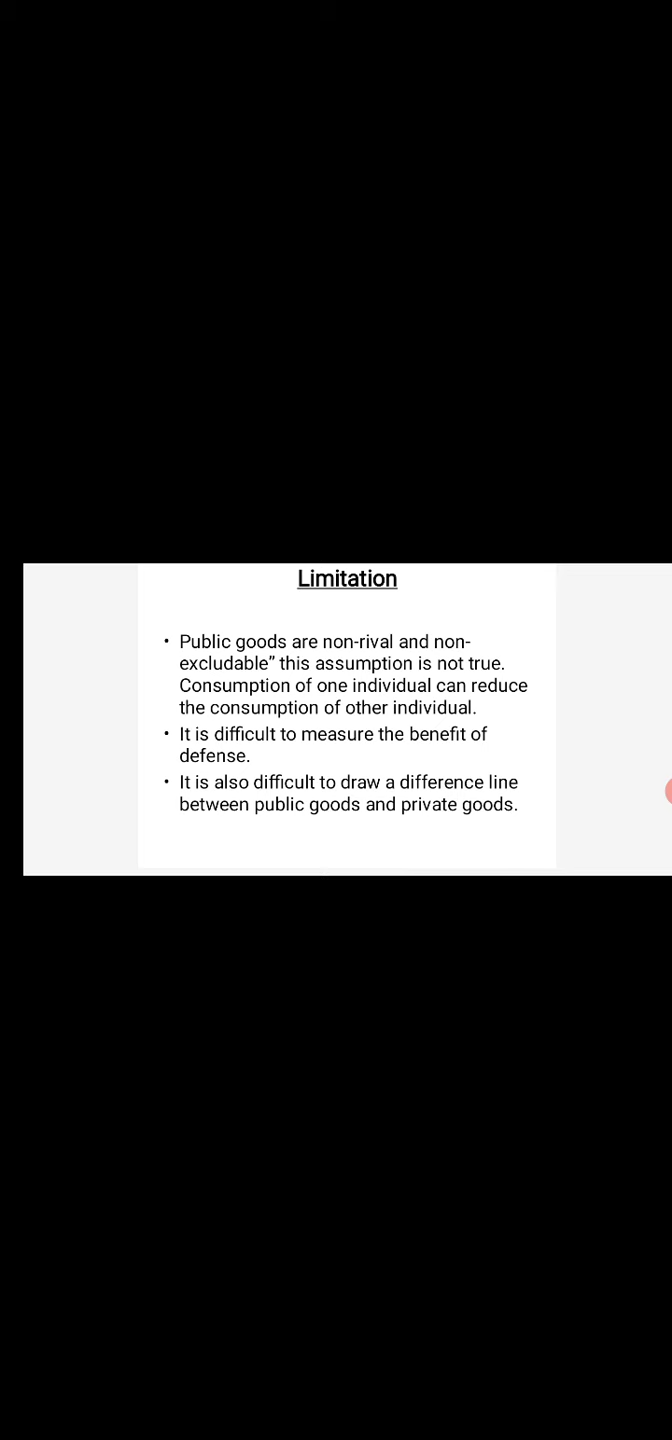 Limitation
• Public goods are non-rival and non-
excludable” this assumption is not true.
Consumption of one individual can reduce
the consumption of other individual.
• It is difficult to measure the benefit of
defense.
• It is also difficult to draw a difference line
between public goods and private goods.